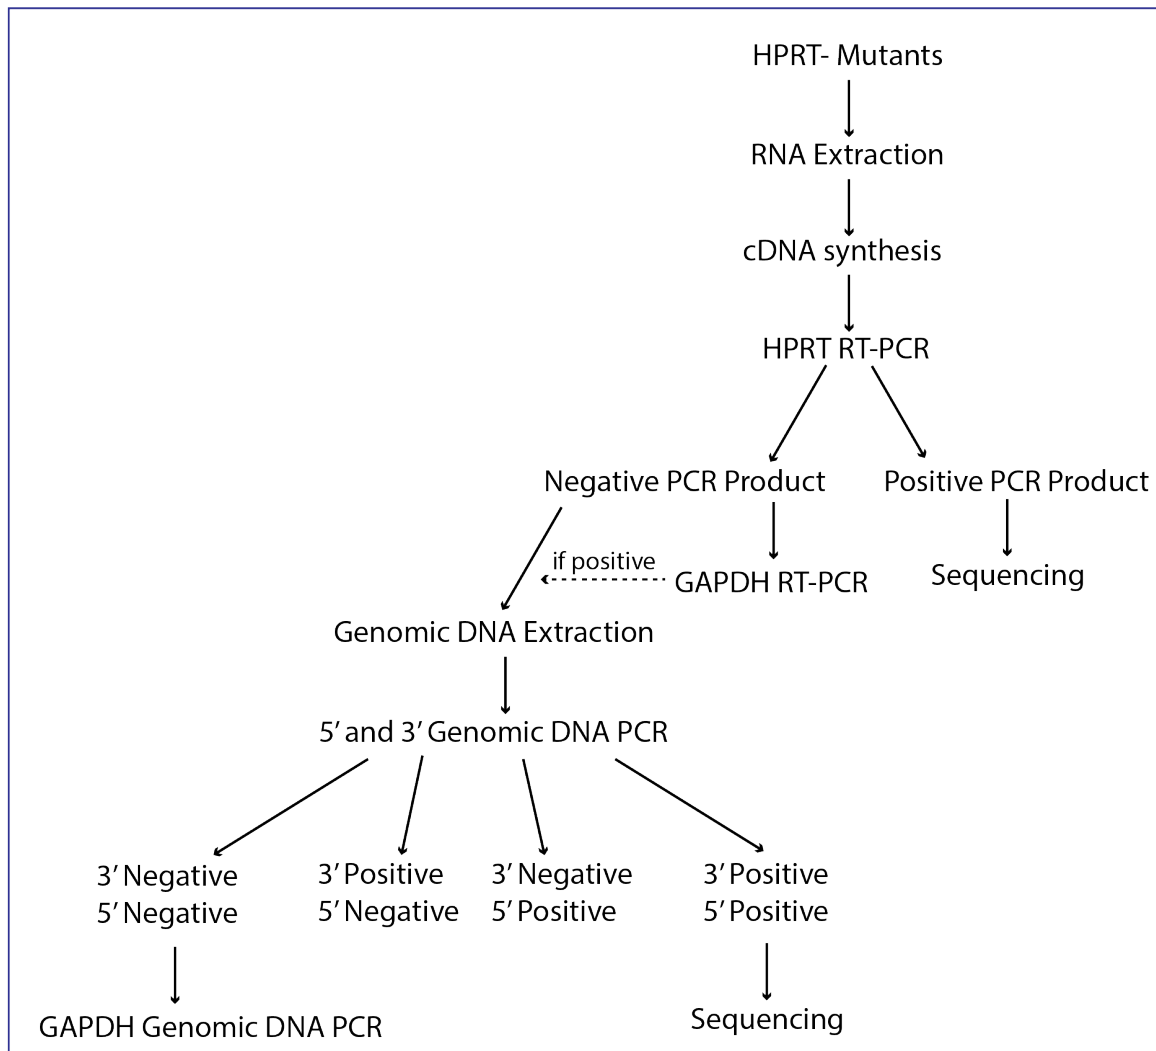 HPRT- Mutants
RNA Extraction
cDNA synthesis
HPRT RT-PCR
Negative PCR Product
Positive PCR Product
if positive
GAPDH RT-PCR
Sequencing
Genomic DNA Extraction
5’ and 3’ Genomic DNA PCR
3’ Negative
5’ Negative
3’ Positive
5’ Negative
3’ Negative
5’ Positive
3’ Positive
5’ Positive
GAPDH Genomic DNA PCR
Sequencing